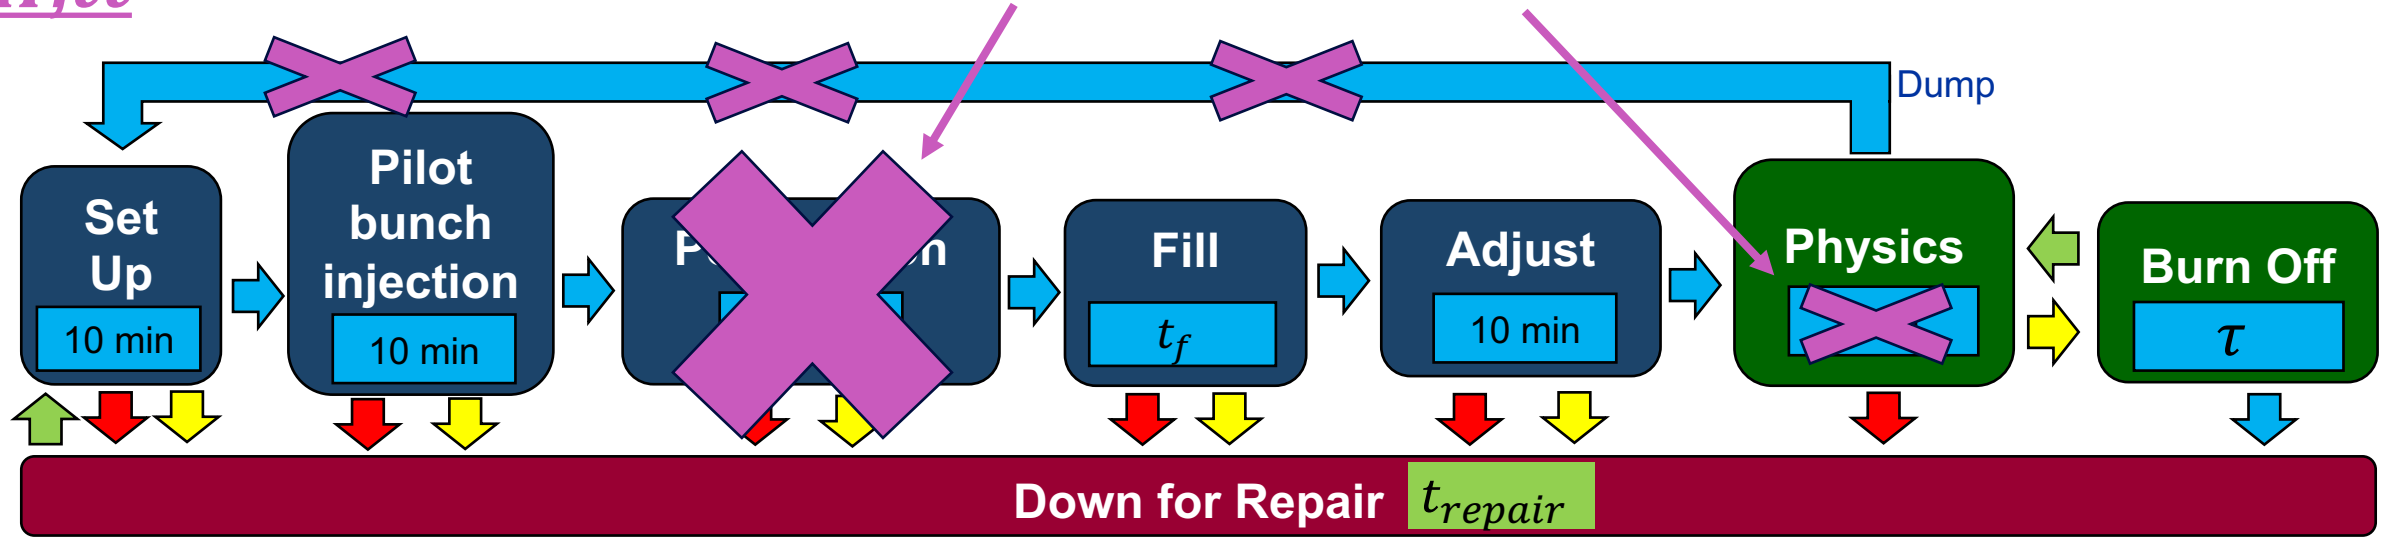 Dump
Set
Up
10 min
Pilot
bunch
injection
10 min
Fill
t_f
Adjust
10 min
Physics
Burn Off
τ
Down for Repair t_repair